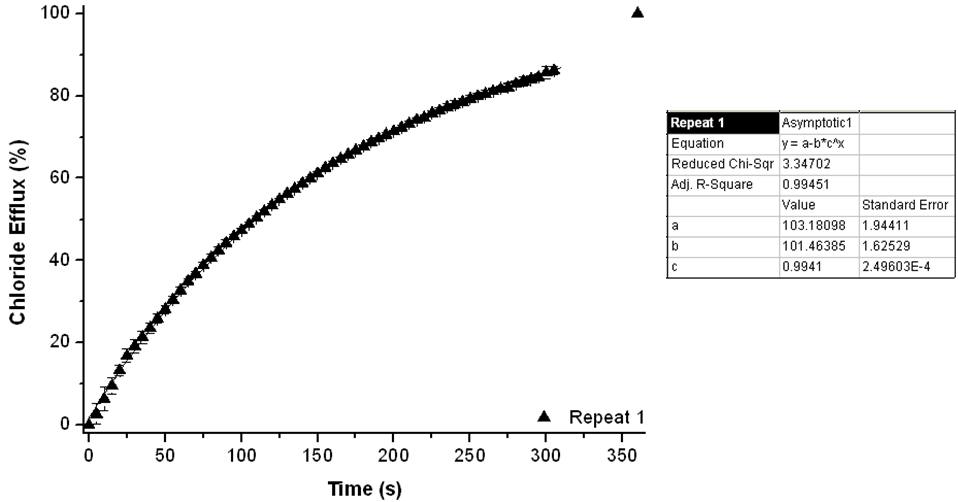 100
80
60
40
20
0
Chloride Efflux (%)
0 50 100 150 200 250 300 350
Time (s)
Repeat 1
Repeat 1 Asymptotic1
Equation y = a-b*c^x
Reduced Chi-Sqr 3.34702
Adj. R-Square 0.99451
Value Standard Error
a 103.18098 1.94411
b 101.46385 1.62529
c 0.9941 2.49603E-4